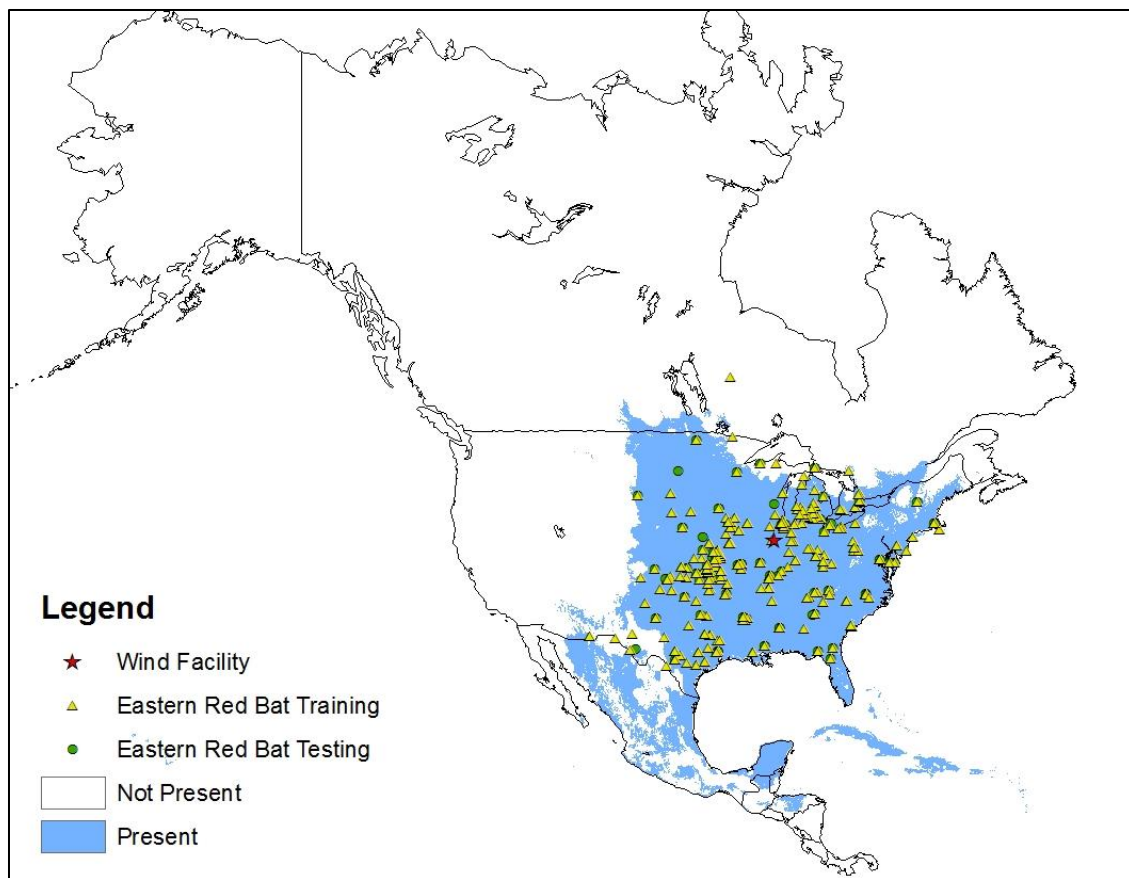 Legend
Wind Facility
Eastern Red Bat Training
Eastern Red Bat Testing
Not Present
Present